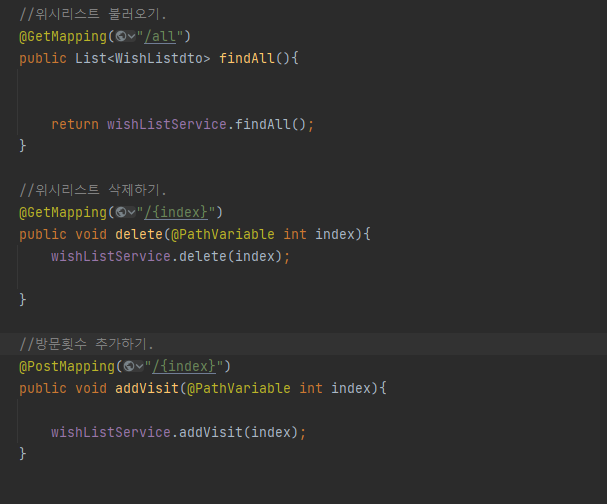 //위시리스트 불러오기.
@GetMapping("/all")
public List<WishListdto> findAll(){
return wishListService.findAll();
}
//위시리스트 삭제하기.
@GetMapping("/{index}")
public void delete(@PathVariable int index){
wishListService.delete(index);
}
//방문횟수 추가하기.
@PostMapping("/{index}")
public void addVisit(@PathVariable int index){
wishListService.addVisit(index);
}